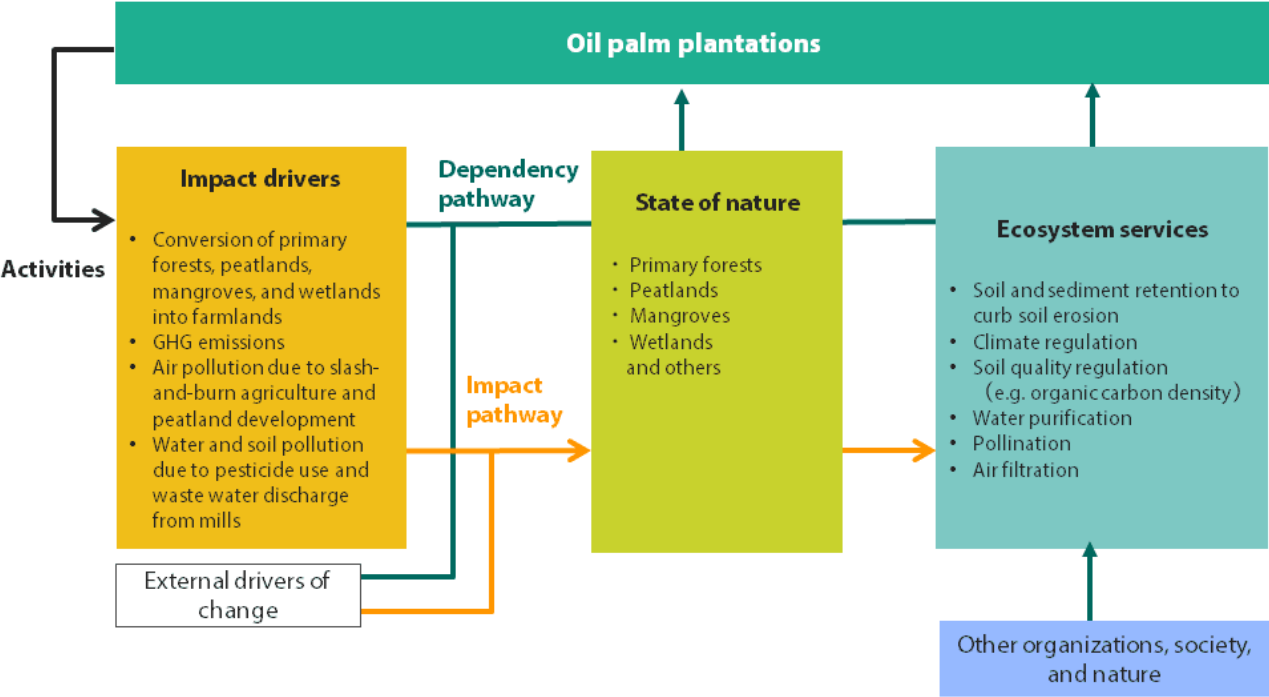 Oil palm plantations
Activities
Impact drivers
• Conversion of primary
forests, peatlands,
mangroves, and wetlands
into farmlands
• GHG emissions
• Air pollution due to slash-
and-burn agriculture and
peatland development
• Water and soil pollution
due to pesticide use and
waste water discharge
from mills
External drivers of
change
Dependency
pathway
Impact
pathway
State of nature
・ Primary forests
・ Peatlands
・ Mangroves
・ Wetlands
and others
Ecosystem services
• Soil and sediment retention to
curb soil erosion
• Climate regulation
• Soil quality regulation
（e.g. organic carbon density）
• Water purification
• Pollination
• Air filtration
Other organizations, society,
and nature